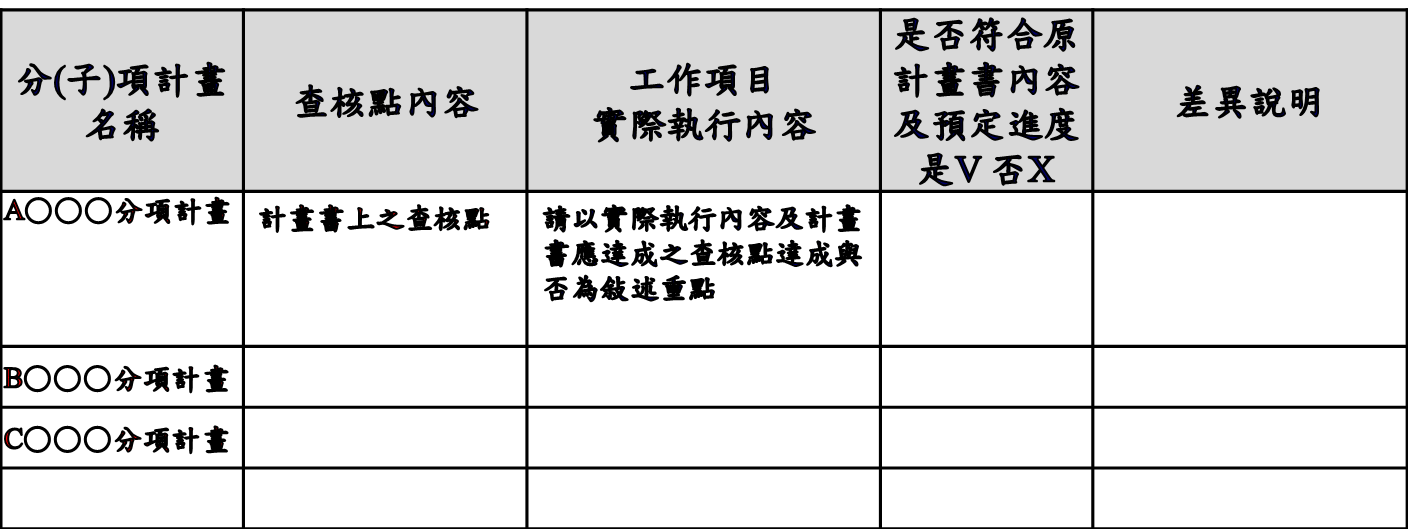 分(子)項計畫
名稱
查核點內容
工作項目
實際執行內容
是否符合原
計畫書內容
及預定進度
是V 否X
差異說明
A○○○分項計畫
計畫書上之查核點
請以實際執行內容及計畫
書應達成之查核點達成與
否為敍述重點
B○○○分項計畫
C○○○分項計畫